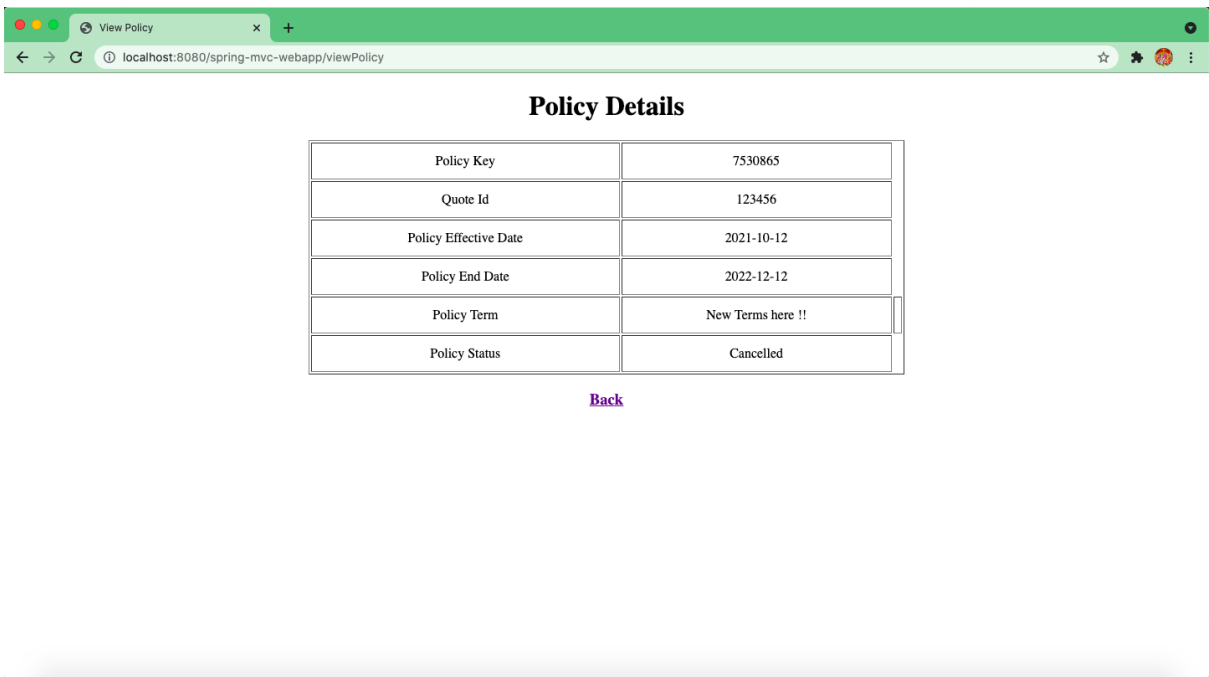 View Policy
localhost:8080/spring-mvc-webapp/viewPolicy
Policy Details
Policy Key 7530865
Quote Id 123456
Policy Effective Date 2021-10-12
Policy End Date 2022-12-12
Policy Term New Terms here !!
Policy Status Cancelled
Back